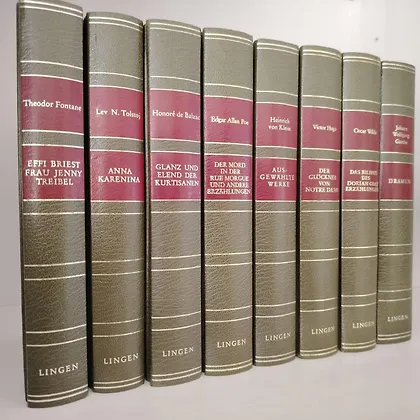 Theodor Fontane
EFFI BRIEST
FRAU JENNY
TREIBEL
LINGEN
Lev N. Tolstoj
ANNA
KARENINA
LINGEN
Honoré de Balzac
GLANZ UND
ELEND DER
KURTISANEN
LINGEN
Edgar Allan Poe
DER MORD
IN DER
RUE MORGUE
UND ANDERE
ERZÄHLUNGEN
LINGEN
Heinrich
von Kleist
AUS-
GEWÄHLTE
WERKE
LINGEN
Victor Hugo
DER
GLÖCKNER
VON
NOTRE DAME
LINGEN
Oscar Wilde
DAS BILDNIS
DES
DORIAN GRAY
ERZÄHLUNGEN
LINGEN
Johann
Wolfgang
Goethe
DRAMEN
LINGEN